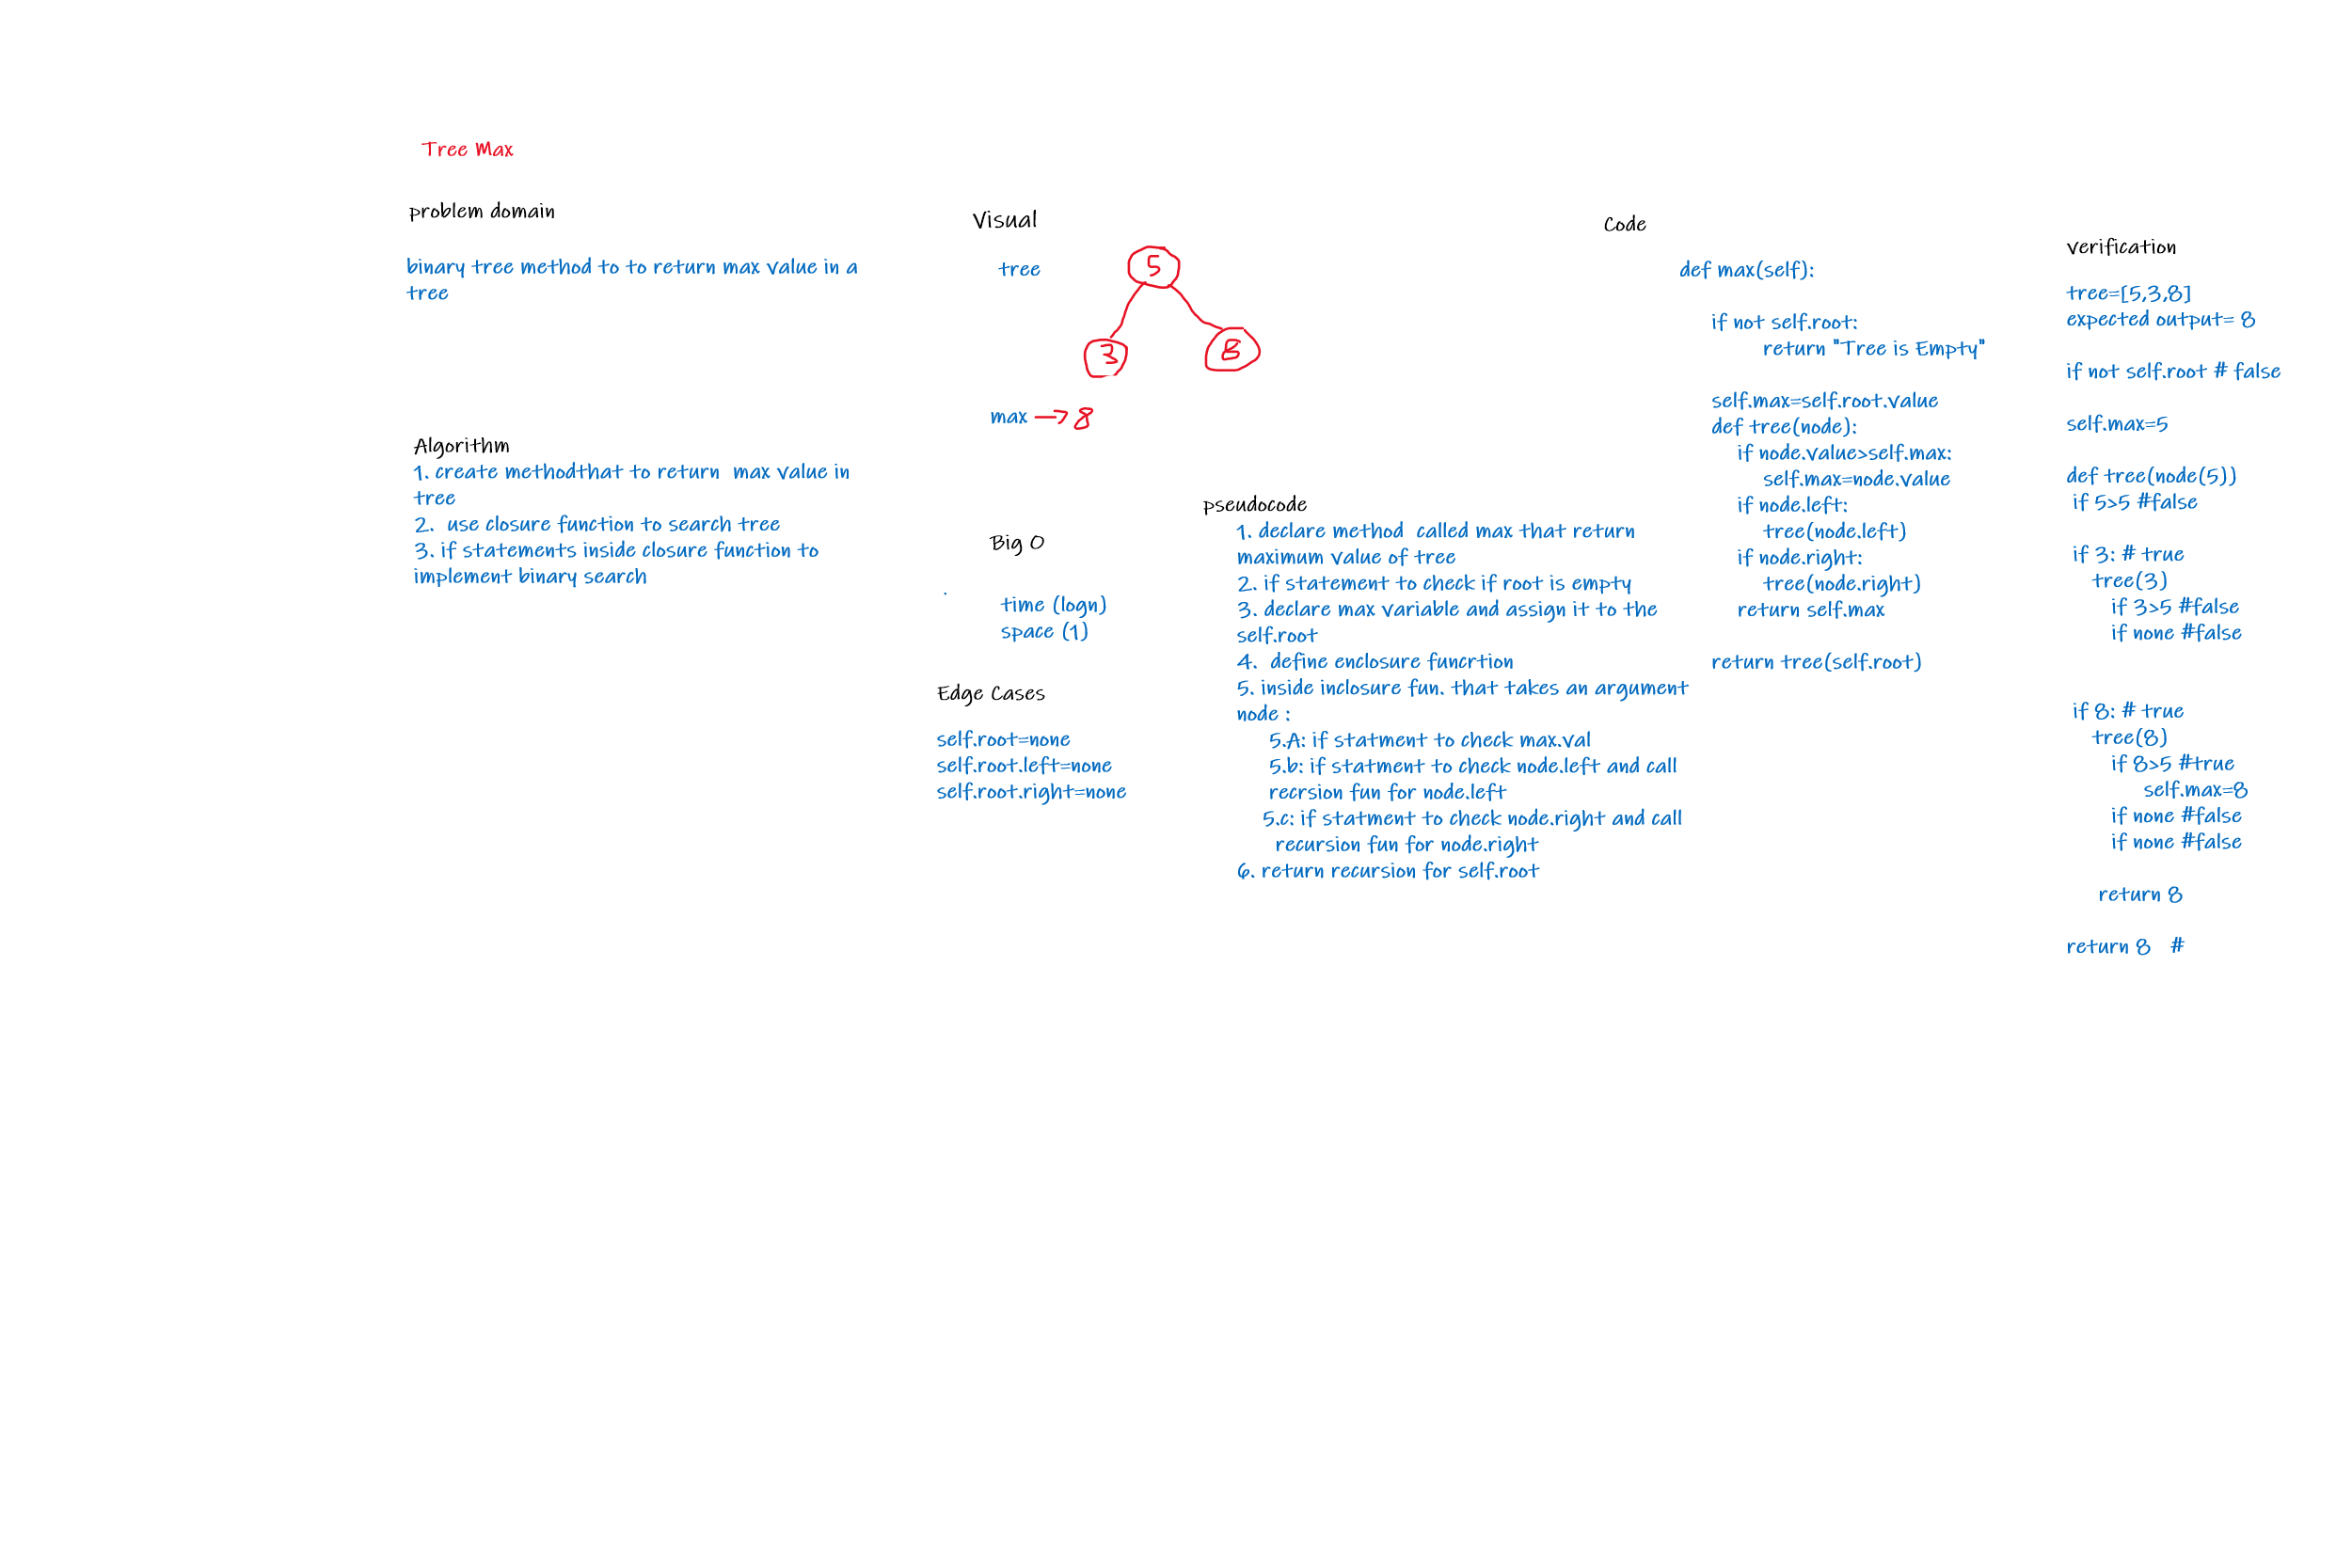 Tree Max
problem domain
binary tree method to to return max value in a
tree
Algorithm
1. create methodthat to return  max value in
tree
2.  use closure function to search tree
3. if statements inside closure function to
implement binary search
Visual
tree
5
3
8
max → 8
Big O
time (logn)
space (1)
Edge Cases
self.root=none
self.root.left=none
self.root.right=none
pseudocode
1. declare method  called max that return
maximum value of tree
2. if statement to check if root is empty
3. declare max variable and assign it to the
self.root
4.  define enclosure funcrtion
5. inside inclosure fun. that takes an argument
node :
5.A: if statment to check max.val
5.b: if statment to check node.left and call
recrsion fun for node.left
5.c: if statment to check node.right and call
recursion fun for node.right
6. return recursion for self.root
Code
def max(self):
if not self.root:
return "Tree is Empty"
self.max=self.root.value
def tree(node):
if node.value>self.max:
self.max=node.value
if node.left:
tree(node.left)
if node.right:
tree(node.right)
return self.max
return tree(self.root)
verification
tree=[5,3,8]
expected output= 8
if not self.root # false
self.max=5
def tree(node(5))
if 5>5 #false
if 3: # true
tree(3)
if 3>5 #false
if none #false
if 8: # true
tree(8)
if 8>5 #true
self.max=8
if none #false
if none #false
return 8
return 8   #